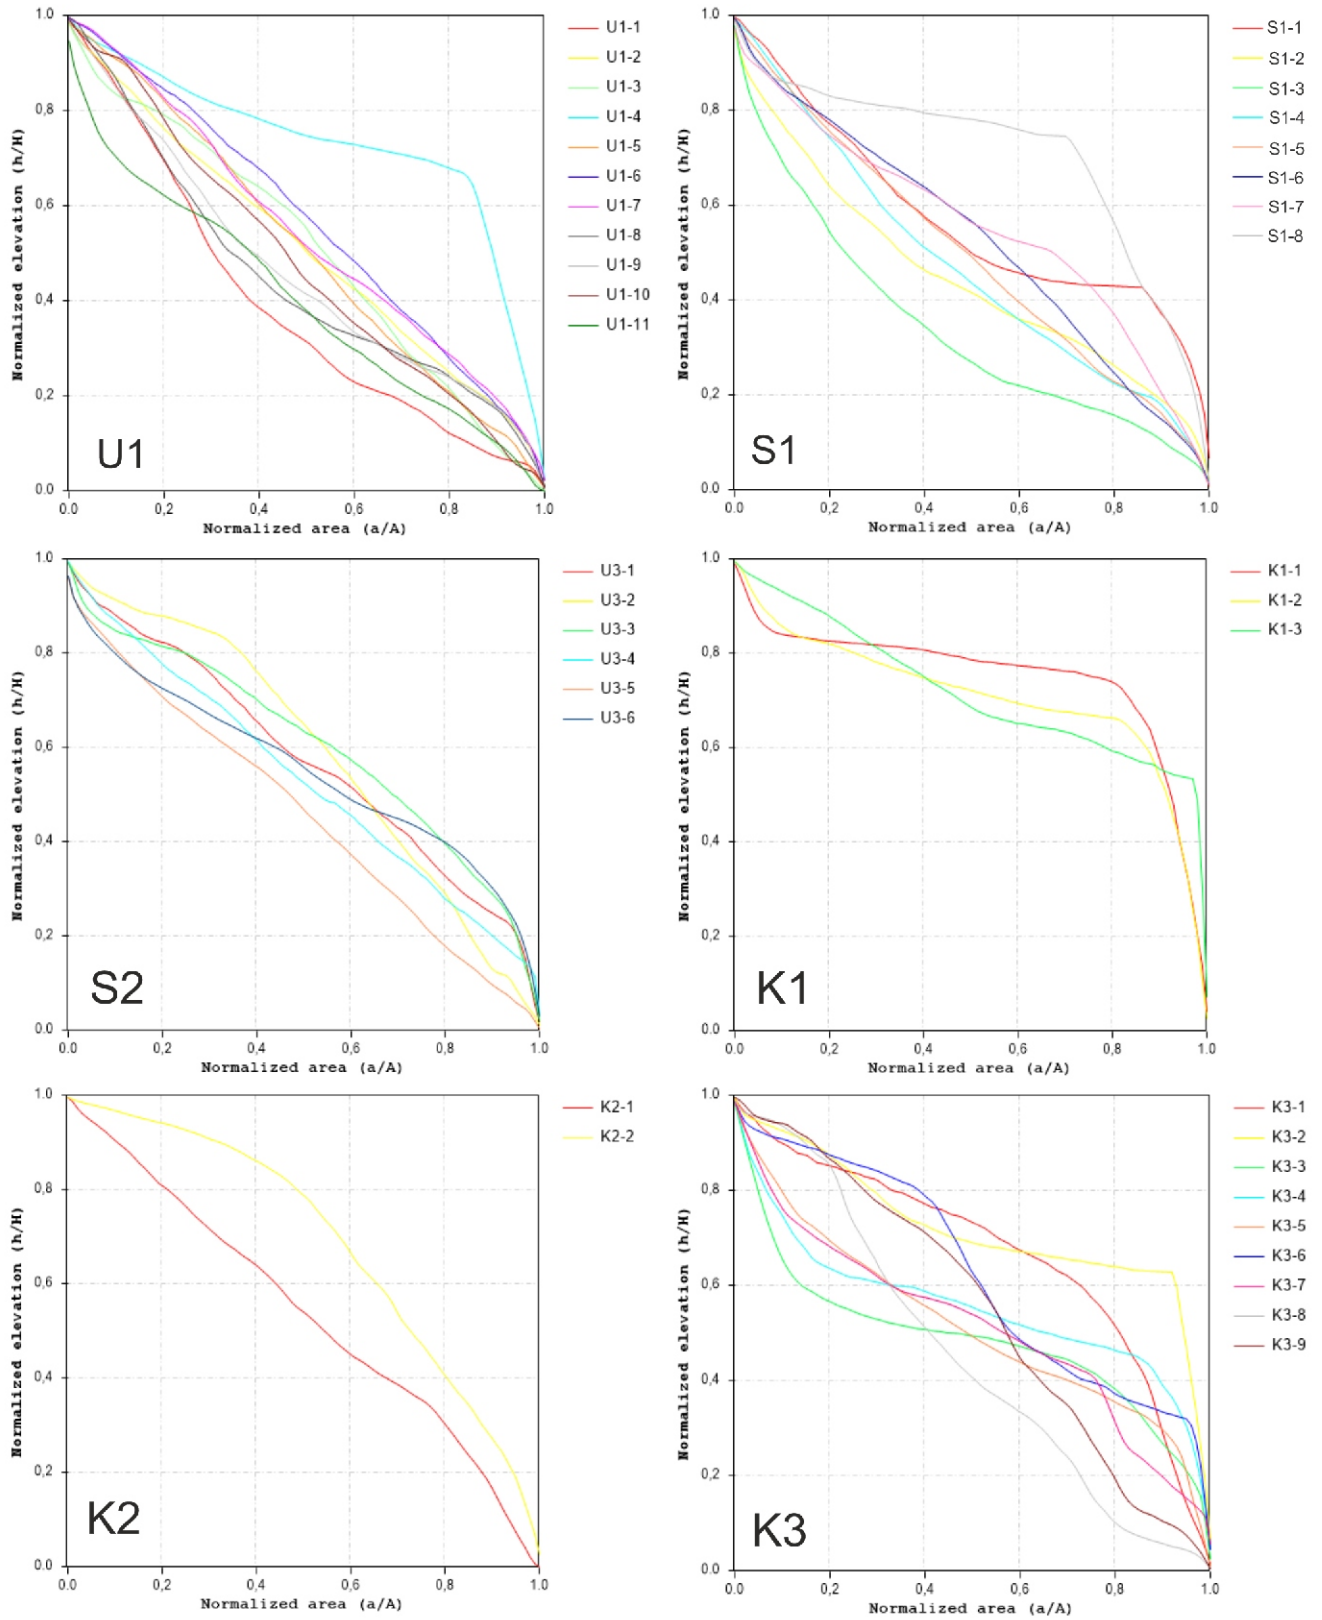 1.0
0,8
0,6
0,4
0,2
0.0
Normalized elevation (h/H)
0.0 0,2 0,4 0,6 0,8 1.0
Normalized area (a/A)
U1
U1-1
U1-2
U1-3
U1-4
U1-5
U1-6
U1-7
U1-8
U1-9
U1-10
U1-11
1.0
0,8
0,6
0,4
0,2
0.0
Normalized elevation (h/H)
0.0 0,2 0,4 0,6 0,8 1.0
Normalized area (a/A)
S1
S1-1
S1-2
S1-3
S1-4
S1-5
S1-6
S1-7
S1-8
1.0
0,8
0,6
0,4
0,2
0.0
Normalized elevation (h/H)
0.0 0,2 0,4 0,6 0,8 1.0
Normalized area (a/A)
S2
U3-1
U3-2
U3-3
U3-4
U3-5
U3-6
1.0
0,8
0,6
0,4
0,2
0.0
Normalized elevation (h/H)
0.0 0,2 0,4 0,6 0,8 1.0
Normalized area (a/A)
K1
K1-1
K1-2
K1-3
1.0
0,8
0,6
0,4
0,2
0.0
Normalized elevation (h/H)
0.0 0,2 0,4 0,6 0,8 1.0
Normalized area (a/A)
K2
K2-1
K2-2
1.0
0,8
0,6
0,4
0,2
0.0
Normalized elevation (h/H)
0.0 0,2 0,4 0,6 0,8 1.0
Normalized area (a/A)
K3
K3-1
K3-2
K3-3
K3-4
K3-5
K3-6
K3-7
K3-8
K3-9